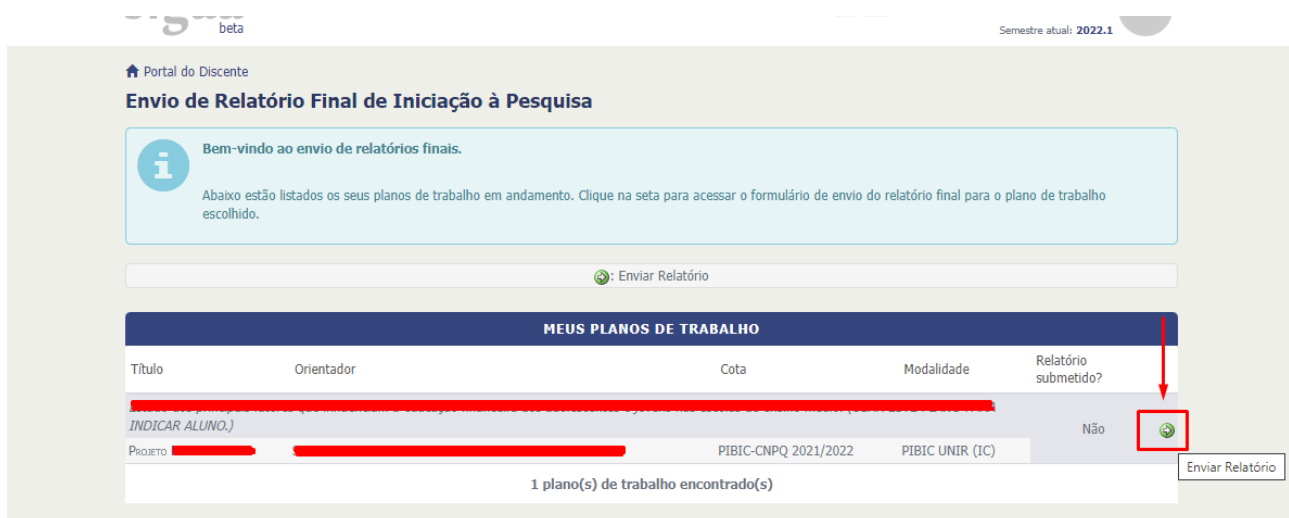 beta
Semestre atual: 2022.1
Portal do Discente
Envio de Relatório Final de Iniciação à Pesquisa
Bem-vindo ao envio de relatórios finais.
Abaixo estão listados os seus planos de trabalho em andamento. Clique na seta para acessar o formulário de envio do relatório final para o plano de trabalho
escolhido.
: Enviar Relatório
MEUS PLANOS DE TRABALHO
Título Orientador Cota Modalidade Relatório submetido?
INDICAR ALUNO.) Não
PROJETO PIBIC-CNPQ 2021/2022 PIBIC UNIR (IC)
Enviar Relatório
1 plano(s) de trabalho encontrado(s)